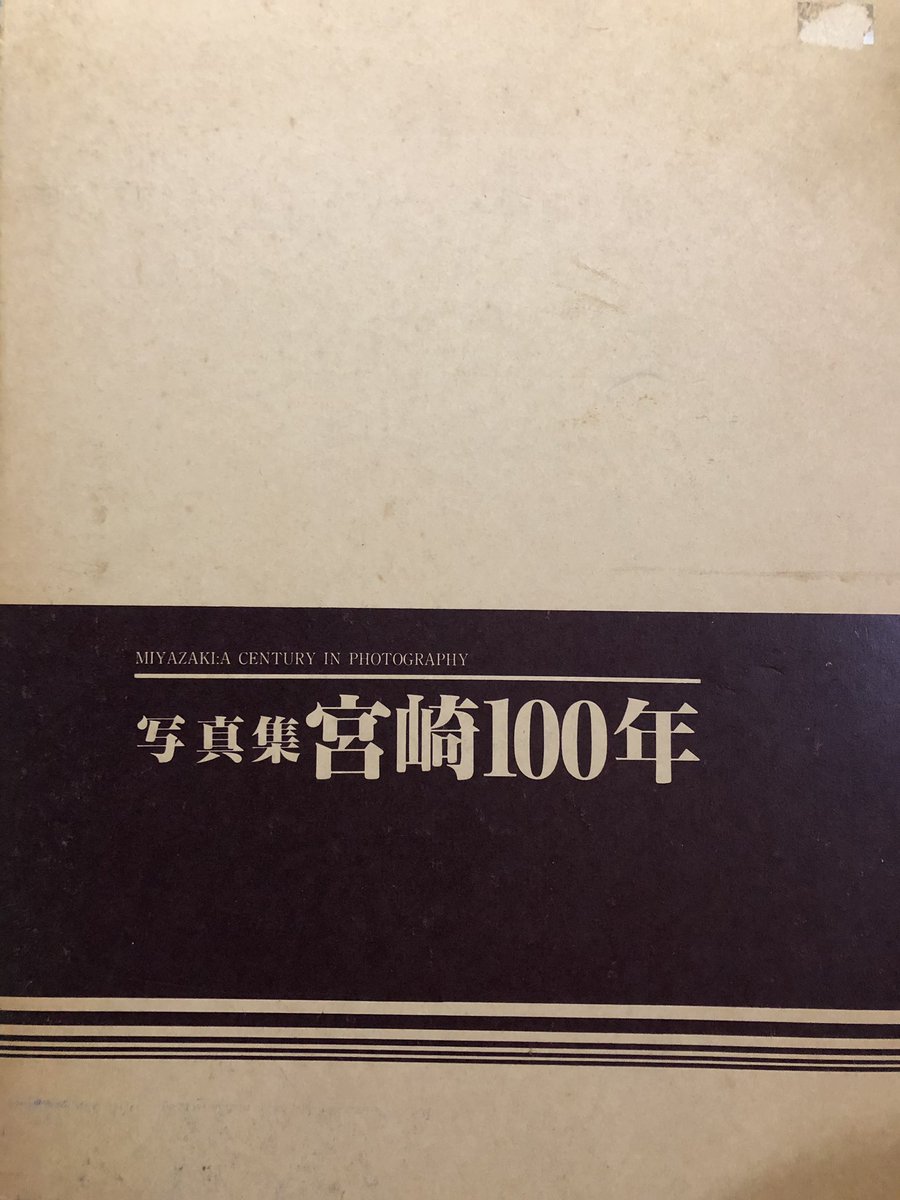 MIYAZAKI:A CENTURY IN PHOTOGRAPHY
写真集宮崎100年